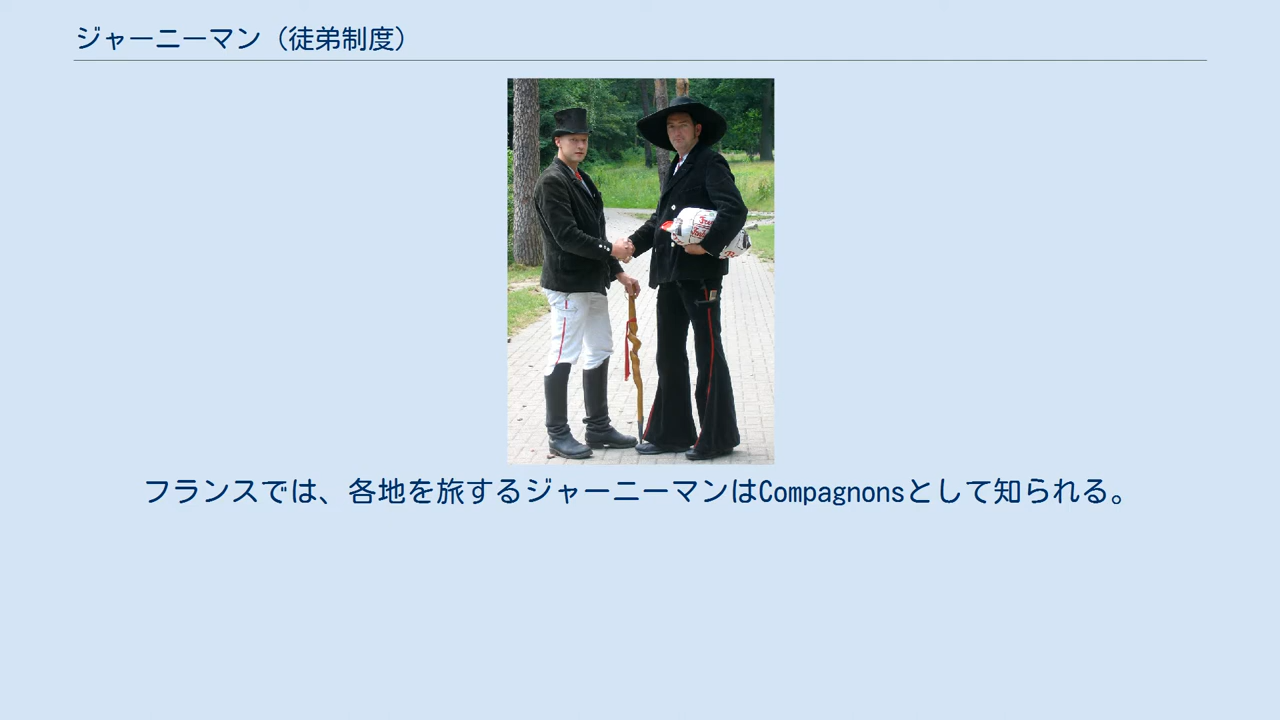 ジャーニーマン（徒弟制度）
フランスでは、各地を旅するジャーニーマンはCompagnonsとして知られる。